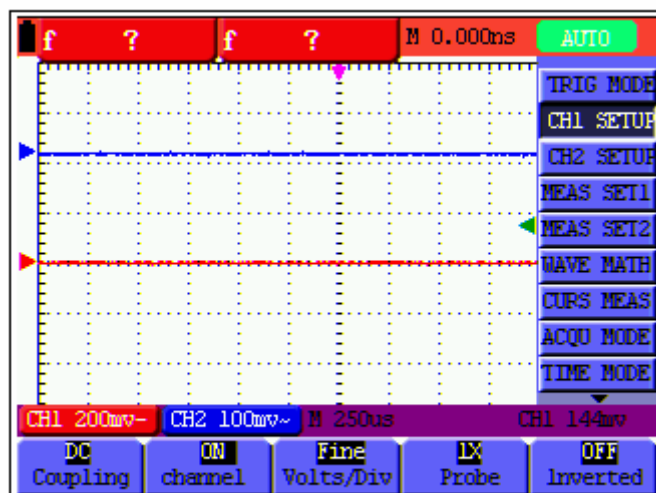 f ? f ? M 0.000ns AUTO
TRIG MODE
CH1 SETUP
CH2 SETUP
MEAS SET1
MEAS SET2
WAVE MATH
CURS MEAS
ACQU MODE
TIME MODE
CH1 200mv- CH2 100mv~ M 250us CH1 144mv
DC ON Fine 1X OFF
Coupling channel Volts/Div Probe Inverted